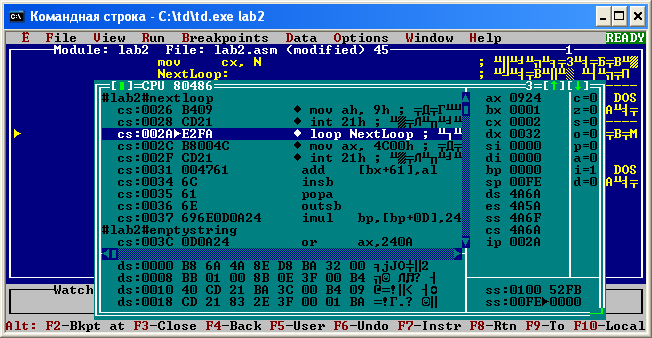 Командная строка - C:\td\td.exe lab2
File View Run Breakpoints Data Options Window Help READY
Module: lab2 File: lab2.asm (modified) 45 1
mov cx, N ;
NextLoop: ;
CPU 80486 3
#lab2#nextloop
cs:0026 B409 mov ah, 9h ;
cs:0028 CD21 int 21h ;
cs:002A►E2FA loop NextLoop ;
cs:002C B8004C mov ax, 4C00h ;
cs:002F CD21 int 21h ;
cs:0031 004761 add [bx+61],al
cs:0034 6C insb
cs:0035 61 popa
cs:0036 6E outsb
cs:0037 696E0D0A24 imul bp,[bp+0D],24
#lab2#emptystring
cs:003C 0D0A24 or ax,240A
ds:0000 B8 6A 4A 8E D8 BA 32 00
ds:0008 BB 01 00 8B 0E 3F 00 B4
ds:0010 40 CD 21 BA 3C 00 B4 09
ds:0018 CD 21 83 2E 3F 00 01 BA
ax 0924 c=0
bx 0001 z=0
cx 0002 s=0
dx 0032 o=0
si 0000 p=0
di 0000 a=0
bp 0000 i=1
sp 00FE d=0
ds 4A6A
es 4A5A
ss 4A6F
cs 4A6A
ip 002A
ss:0100 52FB
ss:00FE►0000
DOS
DOS
Watch
Alt: F2-Bkpt at F3-Close F4-Back F5-User F6-Undo F7-Instr F8-Rtn F9-To F10-Local